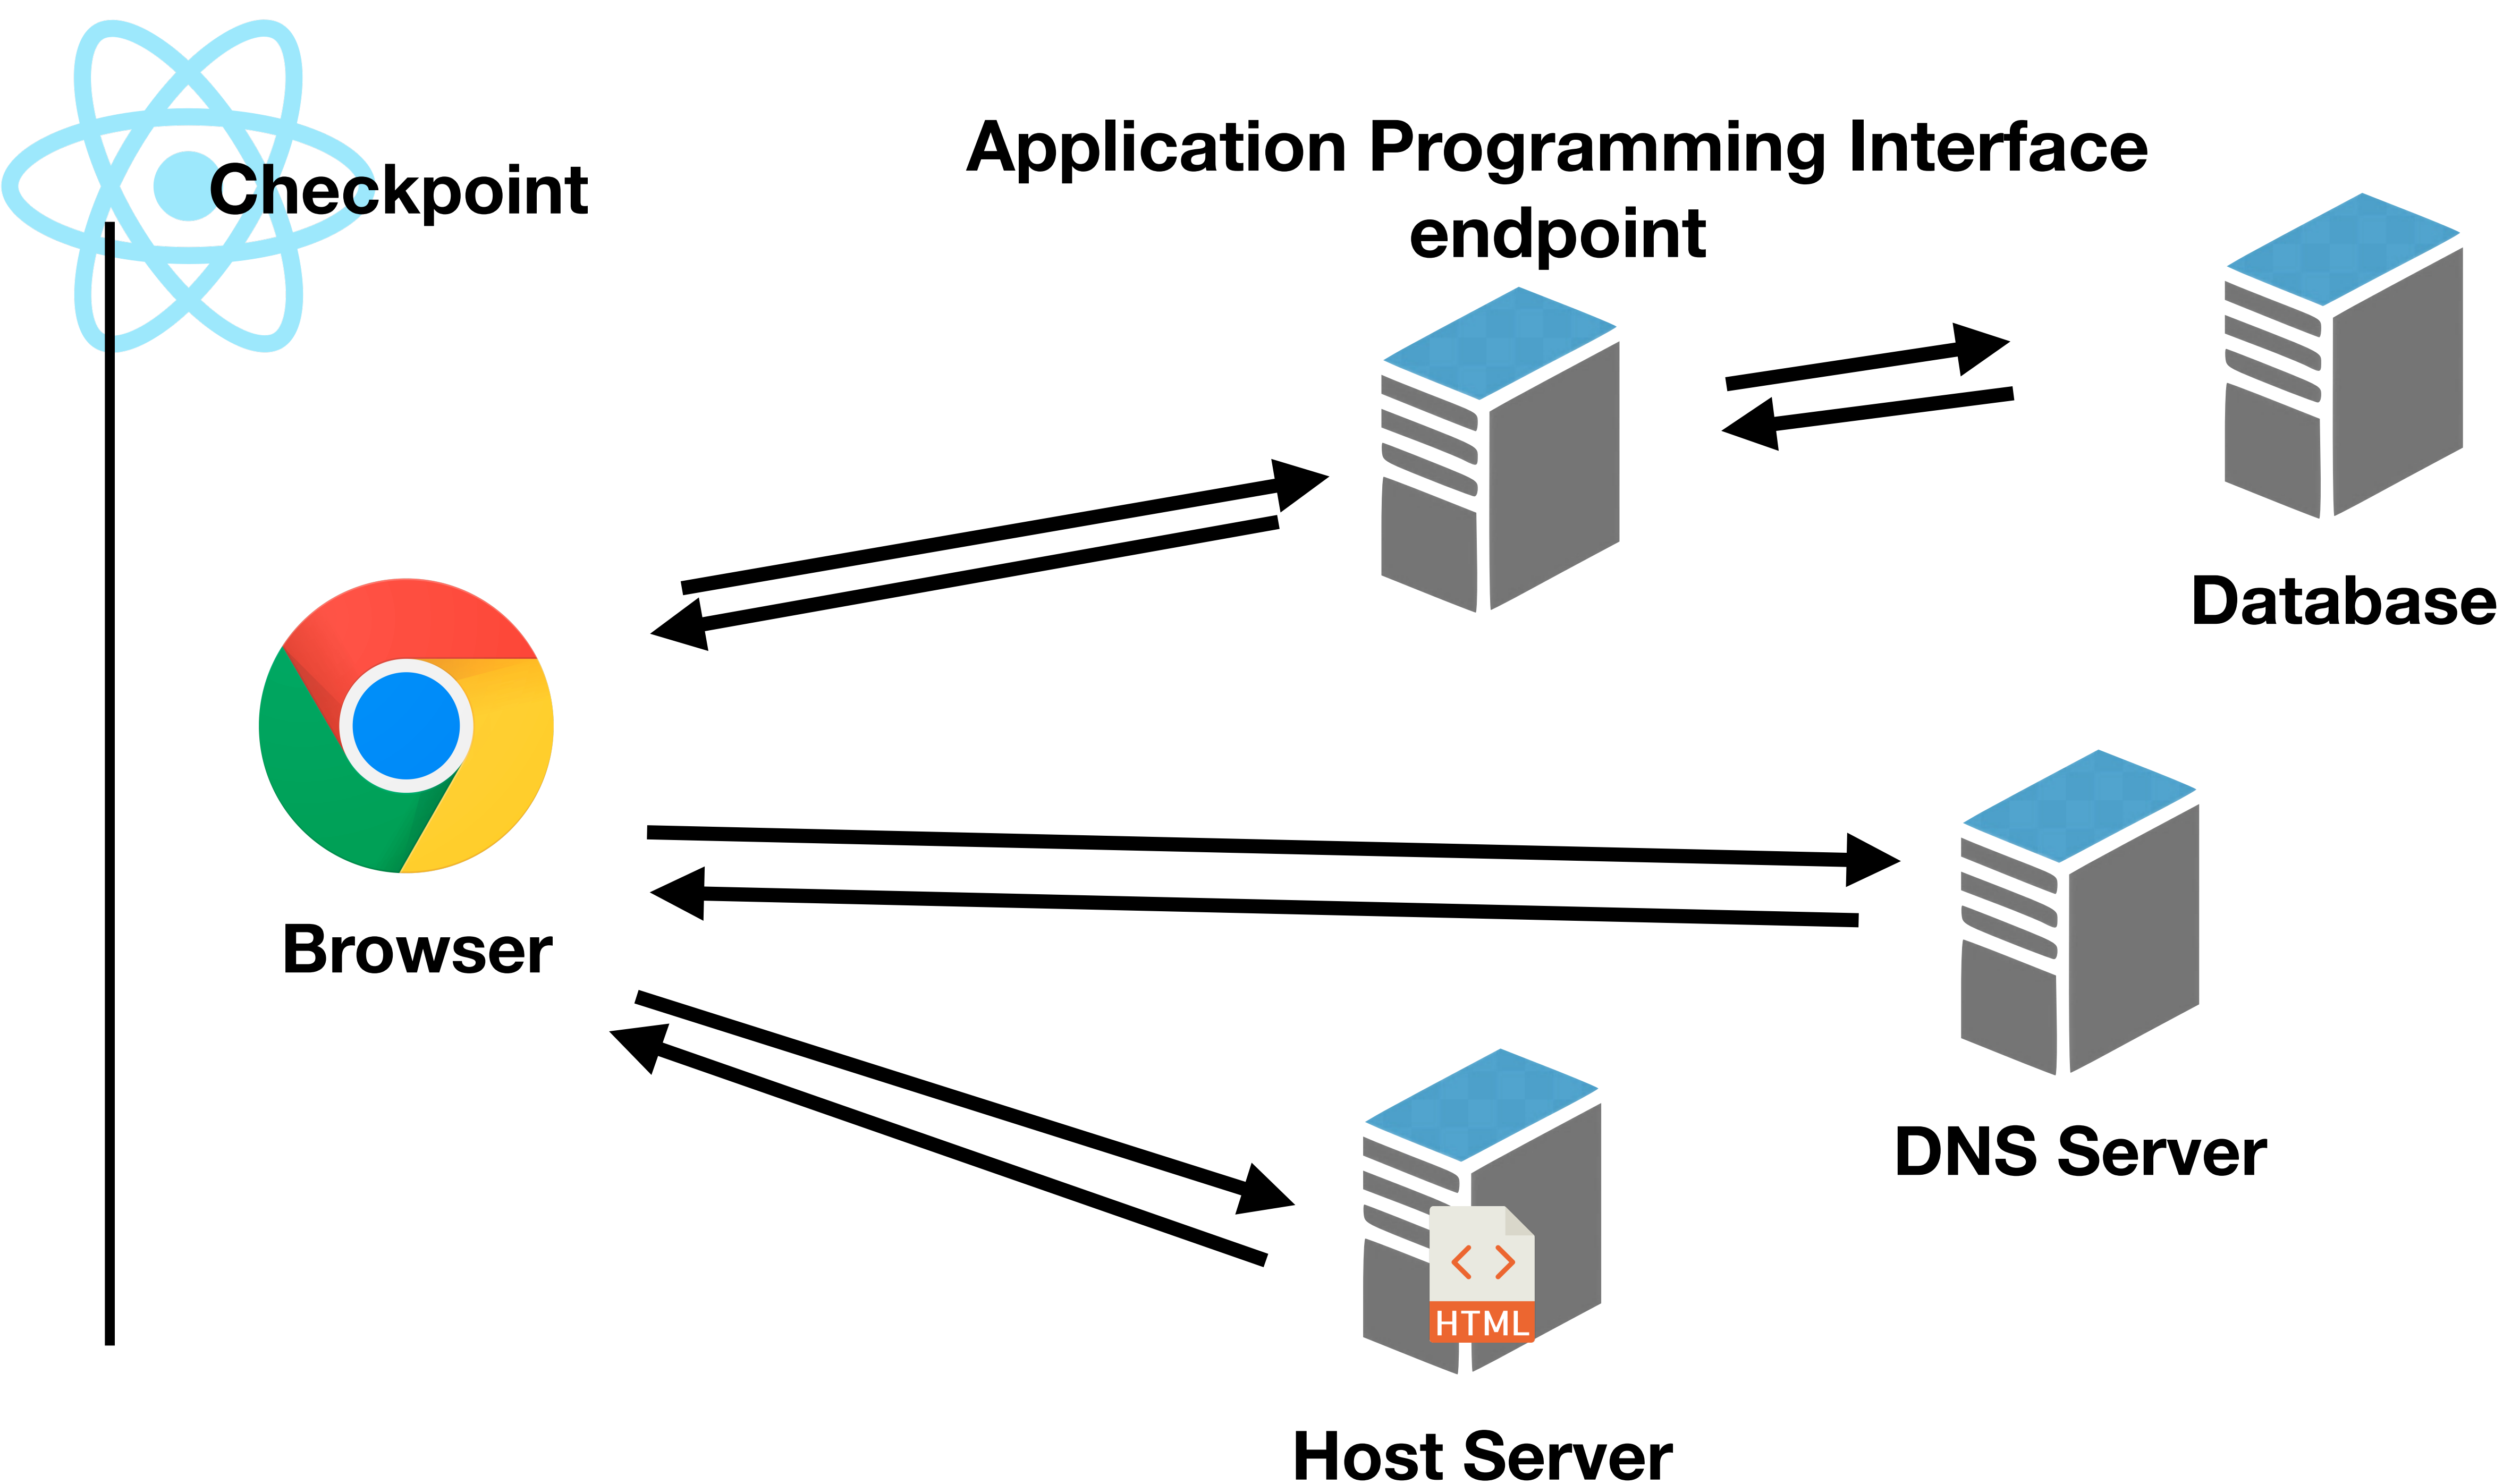 Checkpoint
Application Programming Interface
endpoint
Database
Browser
DNS Server
HTML
Host Server